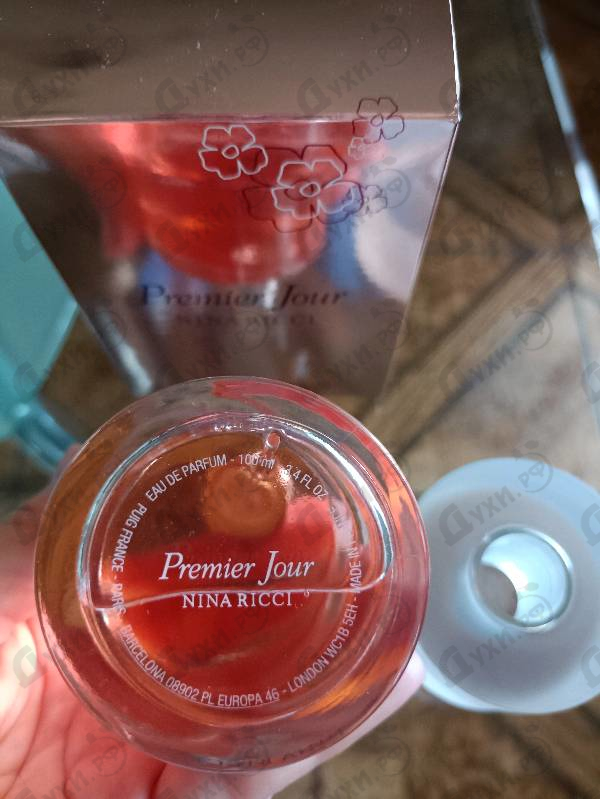 Premier Jour
NINA RICCI
EAU DE PARFUM - 100 ml - 3.4 FL OZ.
Premier Jour
NINA RICCI
PUIG FRANCE - PARIS
BARCELONA 08902 PL EUROPA 46 - LONDON WC1B 5EH - MADE IN
Духи.рф